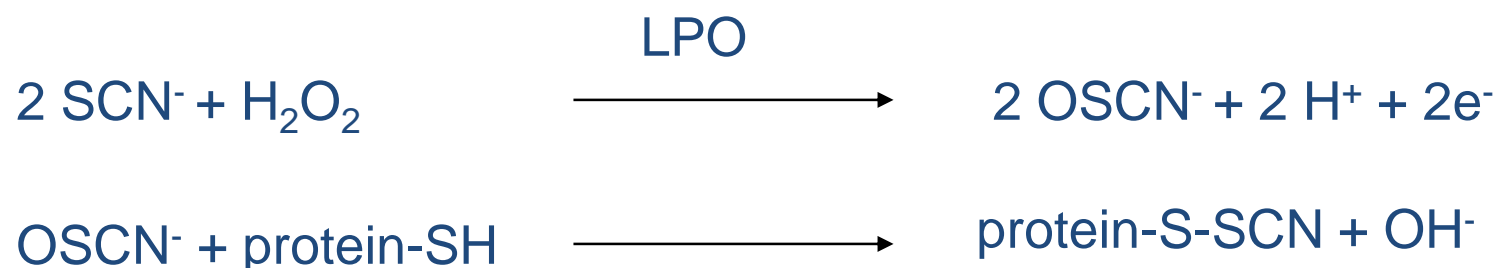 LPO
2 SCN⁻ + H₂O₂ ⟶ 2 OSCN⁻ + 2 H⁺ + 2e⁻
OSCN⁻ + protein-SH ⟶ protein-S-SCN + OH⁻